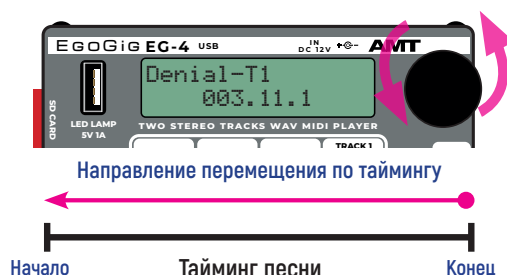 EGOGIG EG-4 USB
IN
DC 12V
AMT
Denial-T1
003.11.1
SD CARD
LED LAMP
5V 1A
TWO STEREO TRACKS WAV MIDI PLAYER
TRACK 1
Направление перемещения по таймингу
Начало
Тайминг песни
Конец